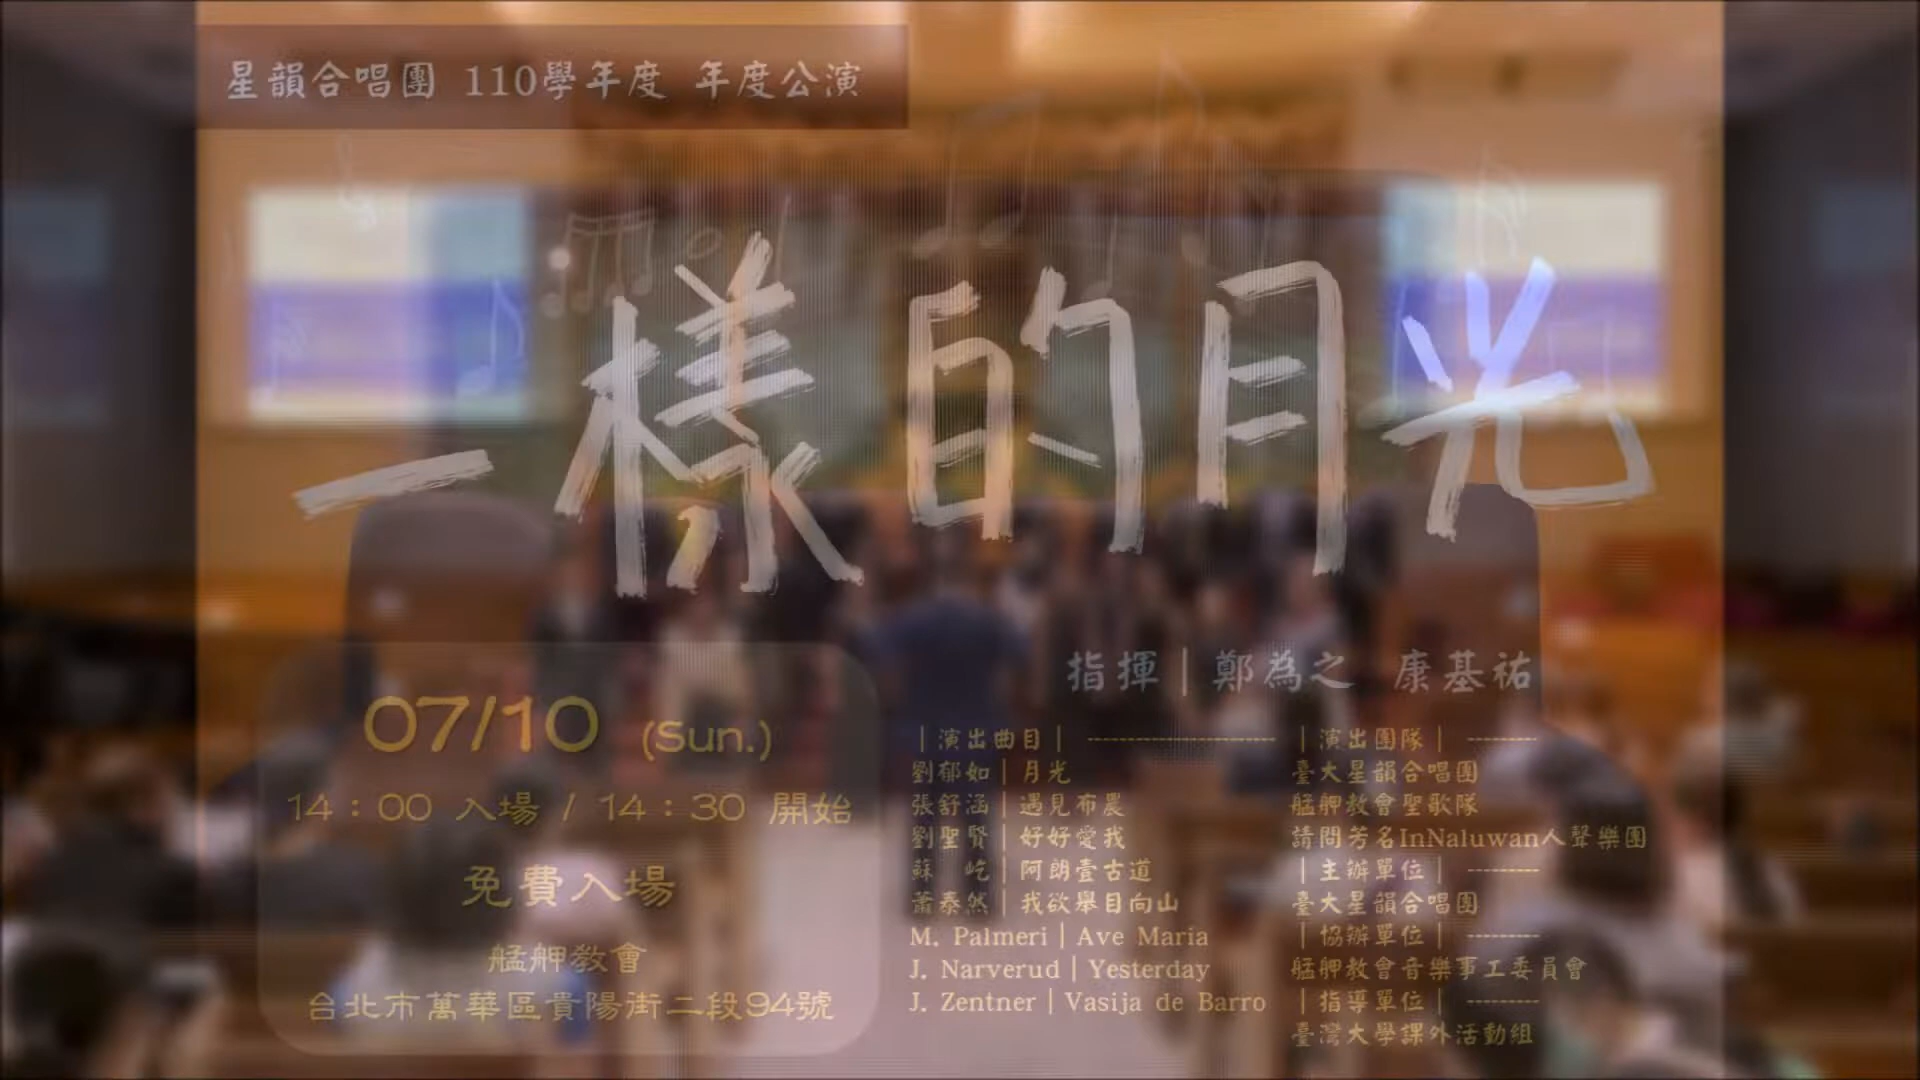 星韻合唱團 110學年度 年度公演
一樣的月光
07/10 (Sun.)
14：00 入場 / 14：30 開始
免費入場
艋舺教會
台北市萬華區貴陽街二段94號
指揮｜鄭為之 康基祐
｜演出曲目｜
劉郁如｜月光
張舒涵｜遇見布農
劉聖賢｜好好愛我
蘇 屹｜阿朗壹古道
蕭泰然｜我欲舉目向山
M. Palmeri｜Ave Maria
J. Narverud｜Yesterday
J. Zentner｜Vasija de Barro
｜演出團隊｜
臺大星韻合唱團
艋舺教會聖歌隊
請問芳名InNaluwan人聲樂團
｜主辦單位｜
臺大星韻合唱團
｜協辦單位｜
艋舺教會音樂事工委員會
｜指導單位｜
臺灣大學課外活動組